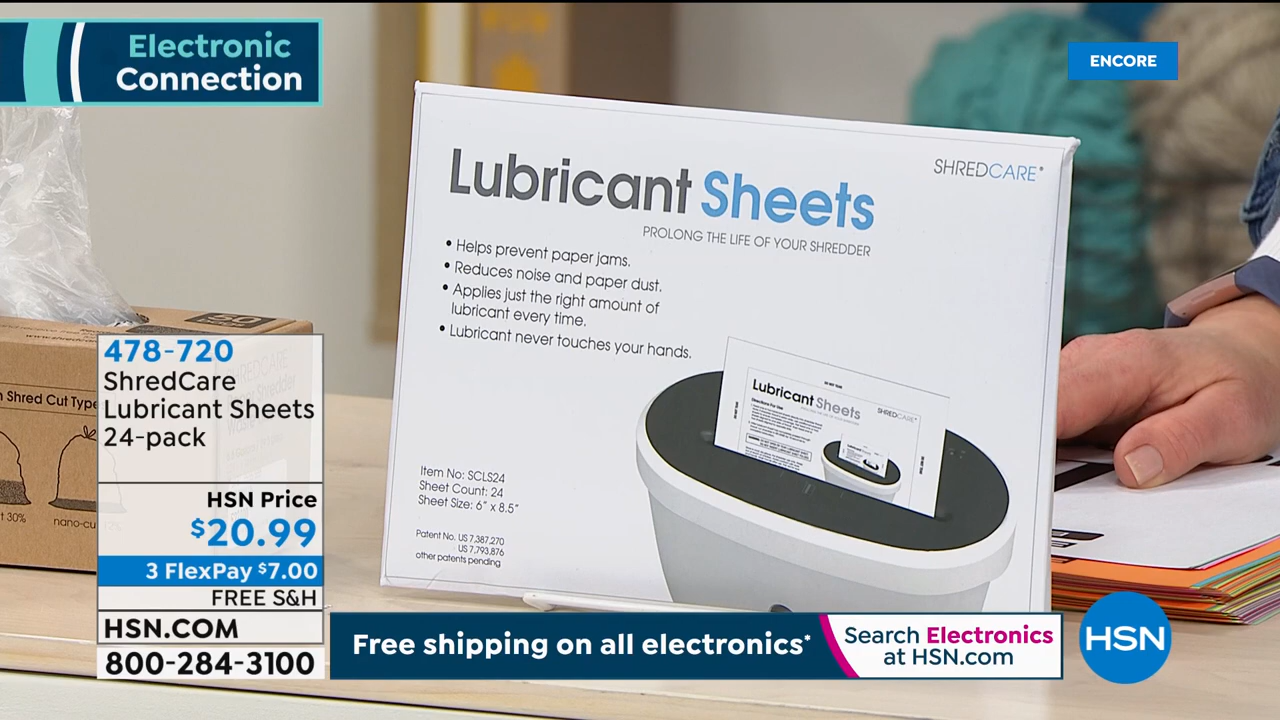 Electronic
Connection
ENCORE
SHREDCARE®
Lubricant Sheets
PROLONG THE LIFE OF YOUR SHREDDER
• Helps prevent paper jams.
• Reduces noise and paper dust.
• Applies just the right amount of
lubricant every time.
• Lubricant never touches your hands.
Lubricant Sheets
SHREDCARE
Directions For Use
Item No: SCLS24
Sheet Count: 24
Sheet Size: 6" x 8.5"
Patent No. US 7,387,270
US 7,793,876
other patents pending
Shred Cut Type
t 30%
nano-cu
478-720
ShredCare
Lubricant Sheets
24-pack
HSN Price
$20.99
3 FlexPay $7.00
FREE S&H
HSN.COM
800-284-3100
Free shipping on all electronics*
Search Electronics
at HSN.com
HSN